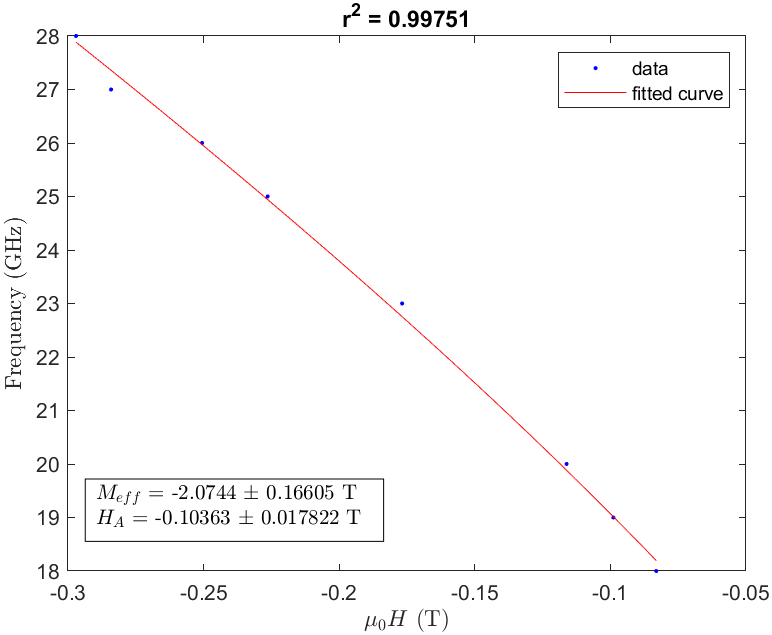 r² = 0.99751
data
fitted curve
28
27
26
25
24
23
22
21
20
19
18
Frequency (GHz)
M_eff = -2.0744 ± 0.16605 T
H_A = -0.10363 ± 0.017822 T
-0.3 -0.25 -0.2 -0.15 -0.1 -0.05
μ₀H (T)